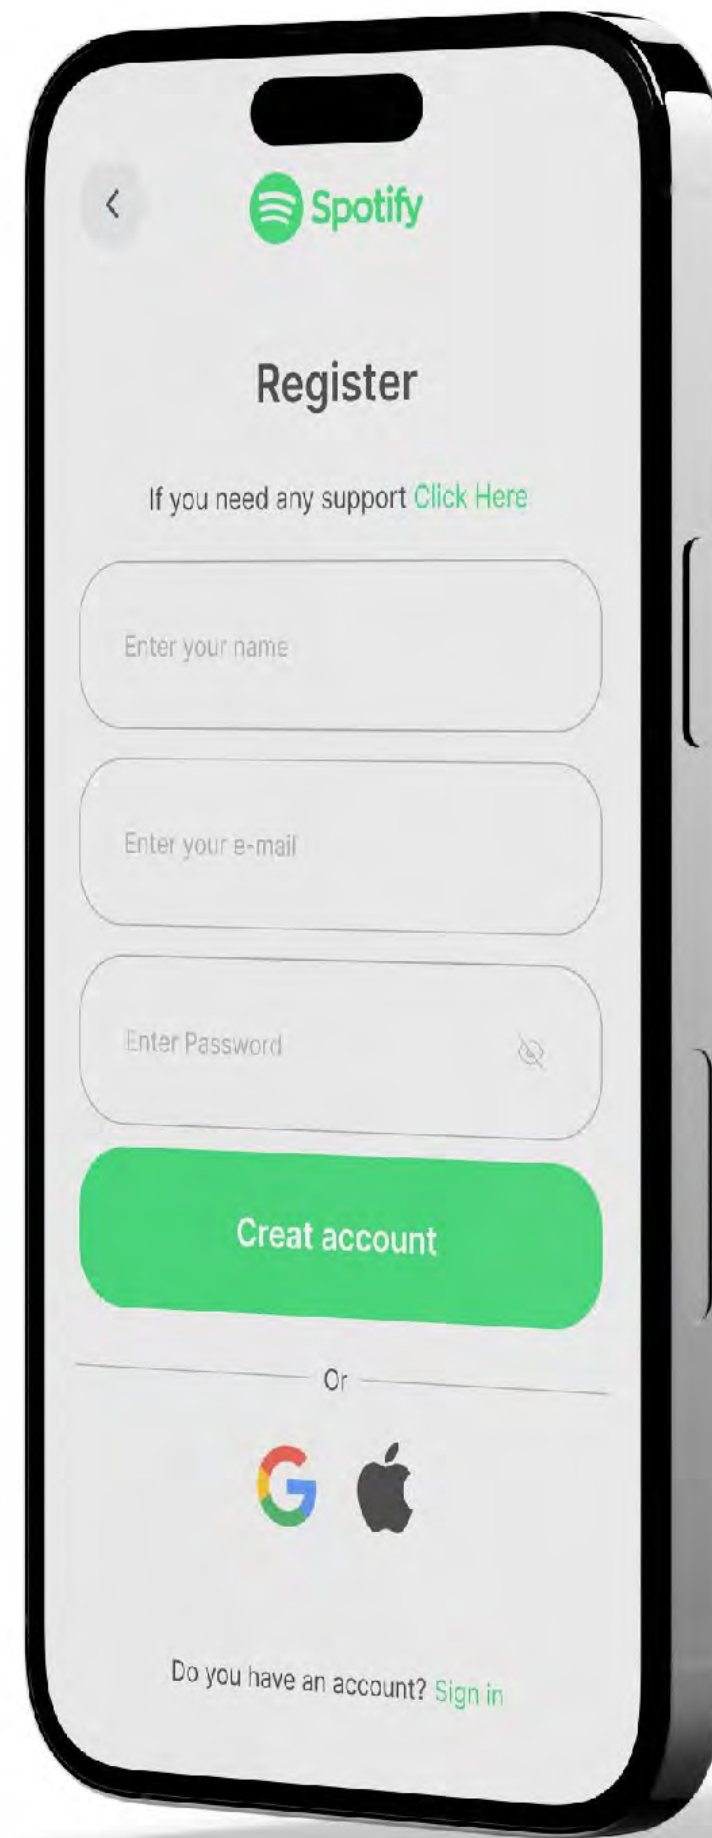 Spotify
Register
If you need any support Click Here
Enter your name
Enter your e-mail
Enter Password
Creat account
Or
Do you have an account? Sign in